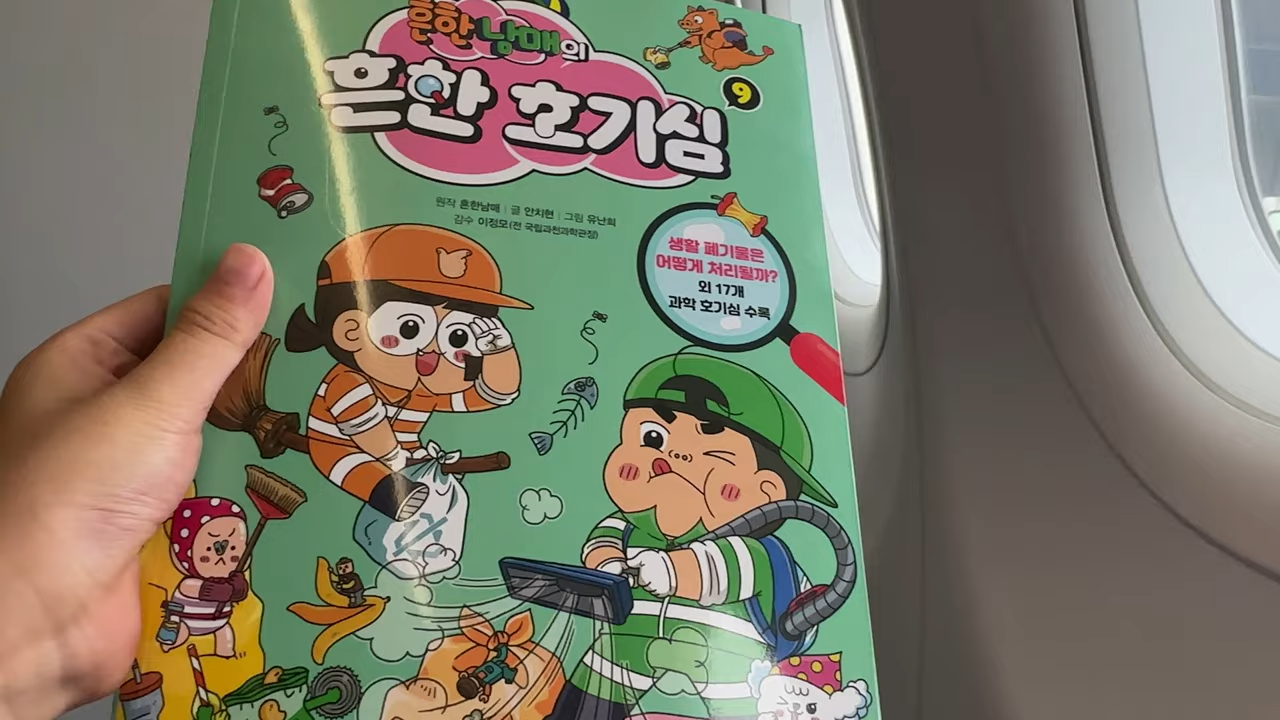 흔한남매의
흔한 호기심
9
원작 흔한남매 | 글 안치현 | 그림 유난희
감수 이정모(전 국립과천과학관장)
생활 폐기물은
어떻게 처리될까?
외 17개
과학 호기심 수록